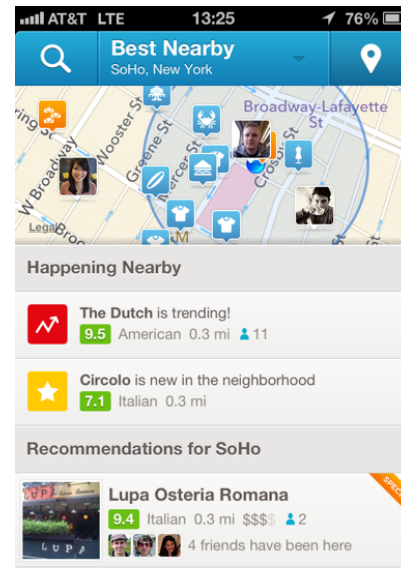 AT&T LTE 13:25 76%
Best Nearby
SoHo, New York
Broadway-Lafayette
St
Wooster St
Greene St
Mercer St
Crosby St
W Broadway
Legal
M
Happening Nearby
The Dutch is trending!
9.5 American 0.3 mi 11
Circolo is new in the neighborhood
7.1 Italian 0.3 mi
Recommendations for SoHo
SPEC
Lupa Osteria Romana
9.4 Italian 0.3 mi $$$$ 2
4 friends have been here
LUPA